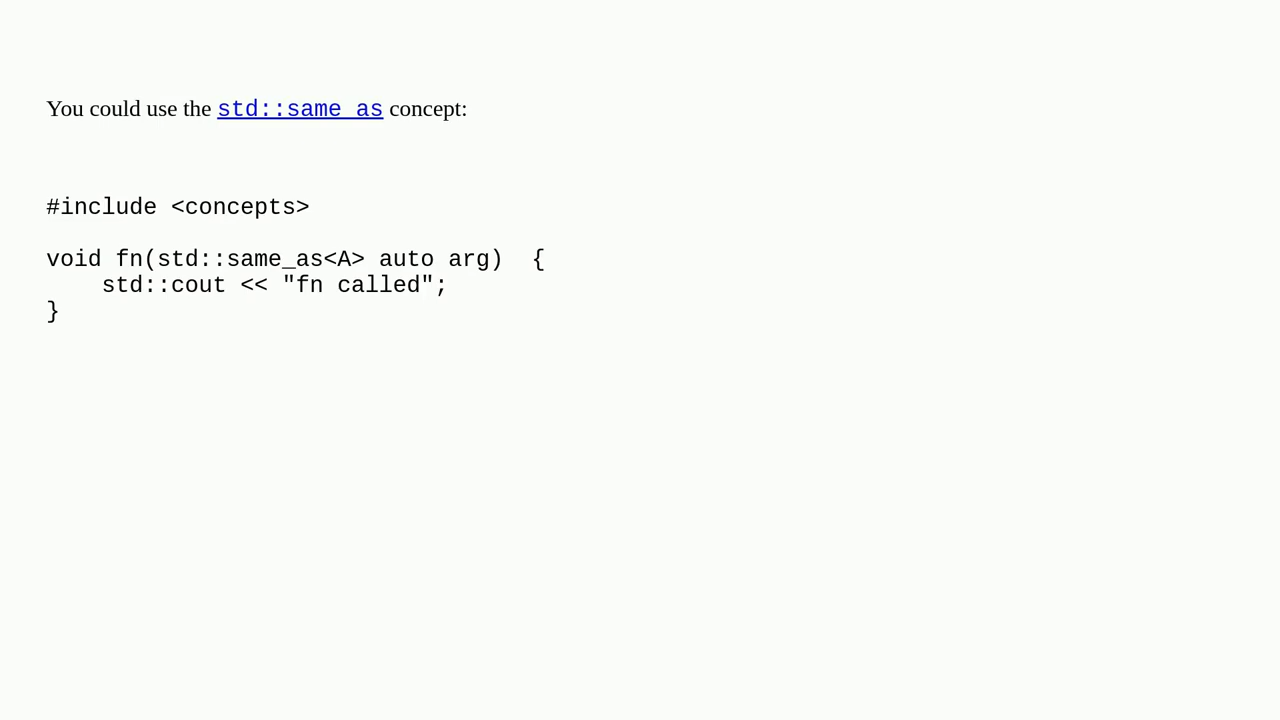 You could use the std::same_as concept:
#include <concepts>
void fn(std::same_as<A> auto arg)  {
    std::cout << "fn called";
}